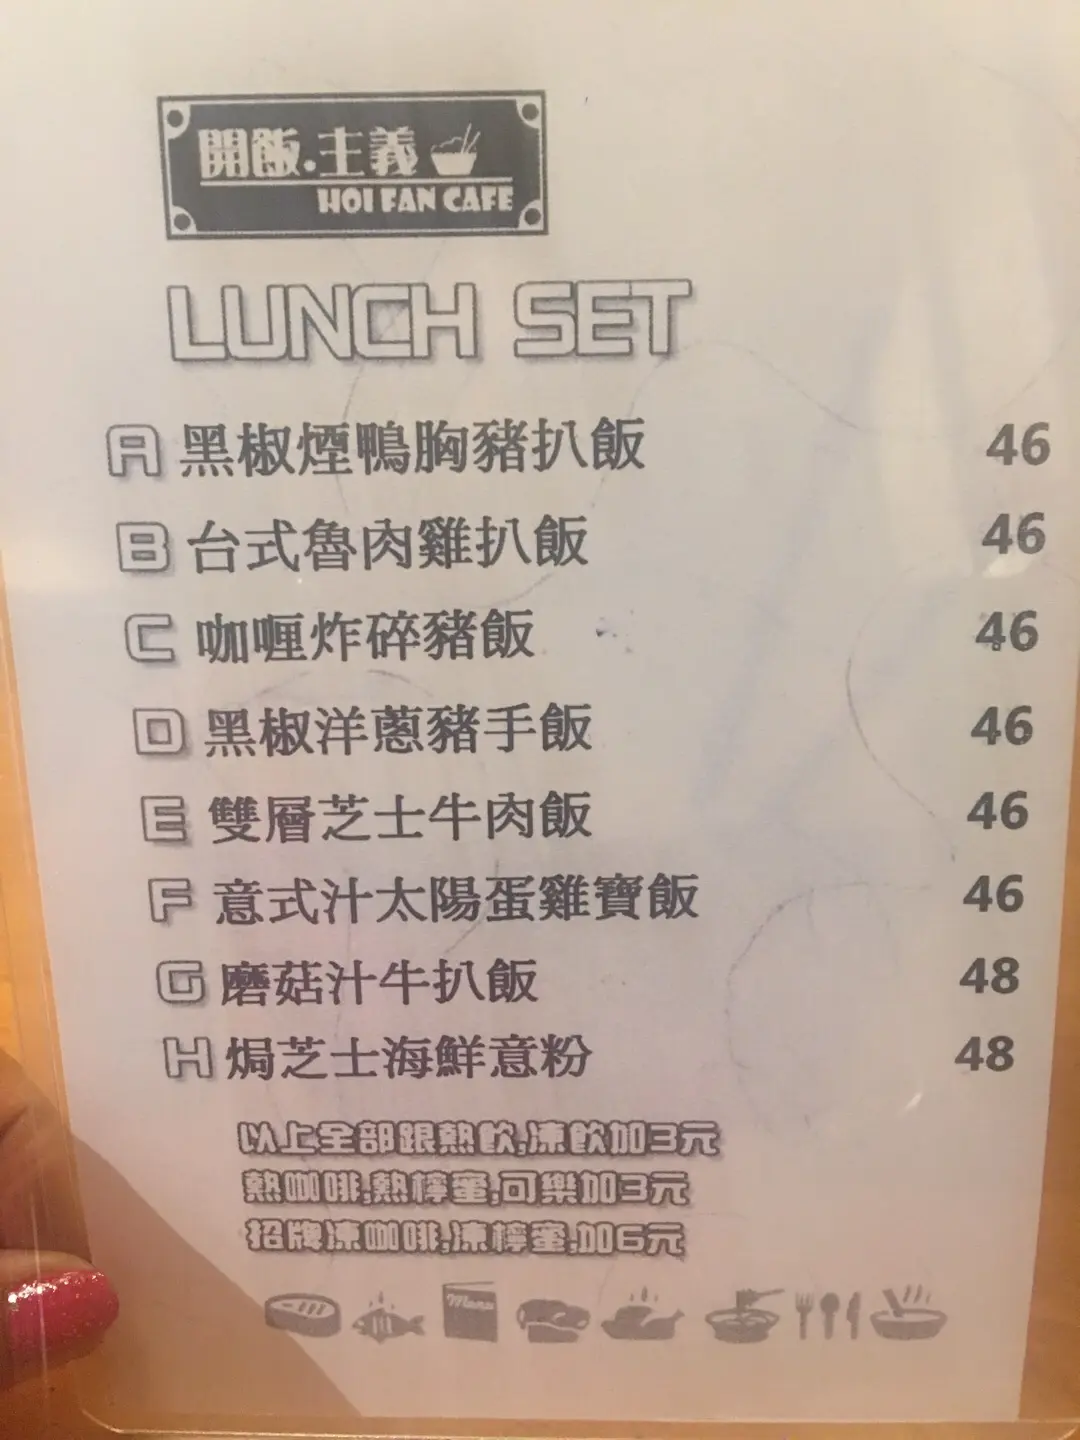 開飯.主義
HOI FAN CAFE
LUNCH SET
A 黑椒煙鴨胸豬扒飯 46
B 台式魯肉雞扒飯 46
C 咖喱炸碎豬飯 46
D 黑椒洋蔥豬手飯 46
E 雙層芝士牛肉飯 46
F 意式汁太陽蛋雞寶飯 46
G 磨菇汁牛扒飯 48
H 焗芝士海鮮意粉 48
以上全部跟熱飲,凍飲加3元
熱咖啡,熱檸蜜,可樂加3元
招牌凍咖啡,凍檸蜜,加6元
Menu